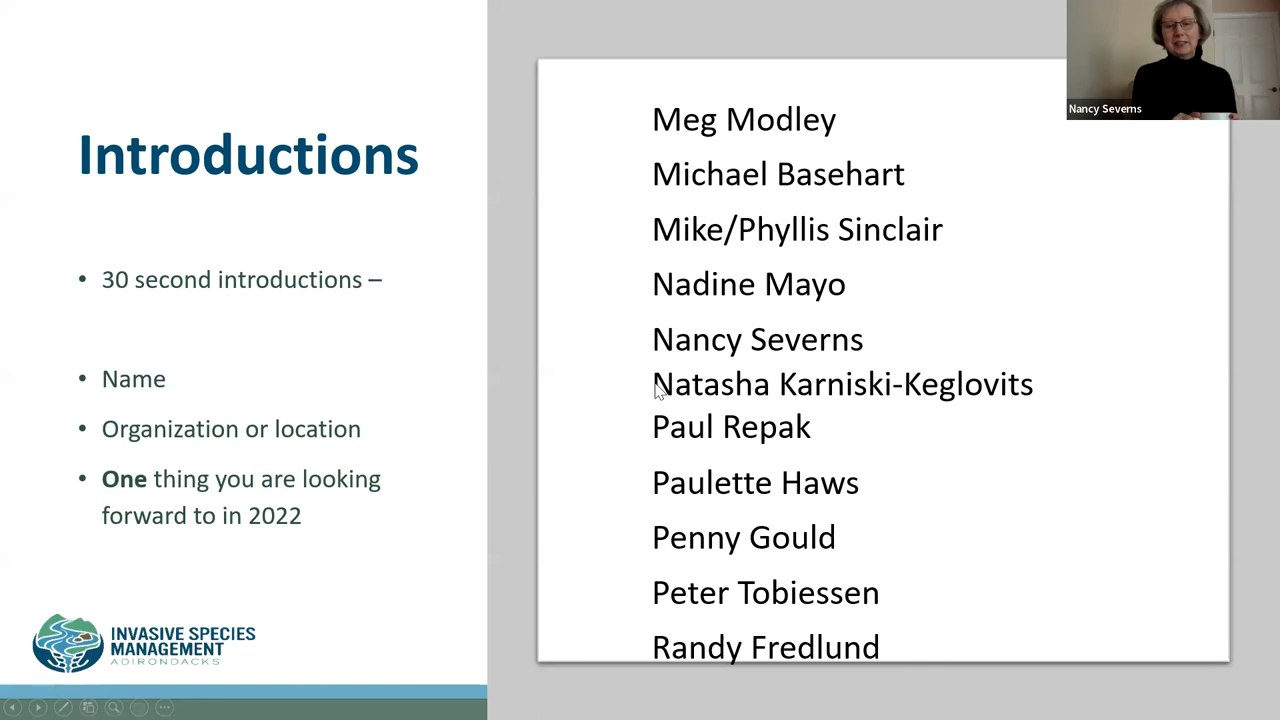 Introductions
• 30 second introductions –
• Name
• Organization or location
• One thing you are looking
forward to in 2022
INVASIVE SPECIES
MANAGEMENT
ADIRONDACKS
Meg Modley
Michael Basehart
Mike/Phyllis Sinclair
Nadine Mayo
Nancy Severns
Natasha Karniski-Keglovits
Paul Repak
Paulette Haws
Penny Gould
Peter Tobiessen
Randy Fredlund
Nancy Severns